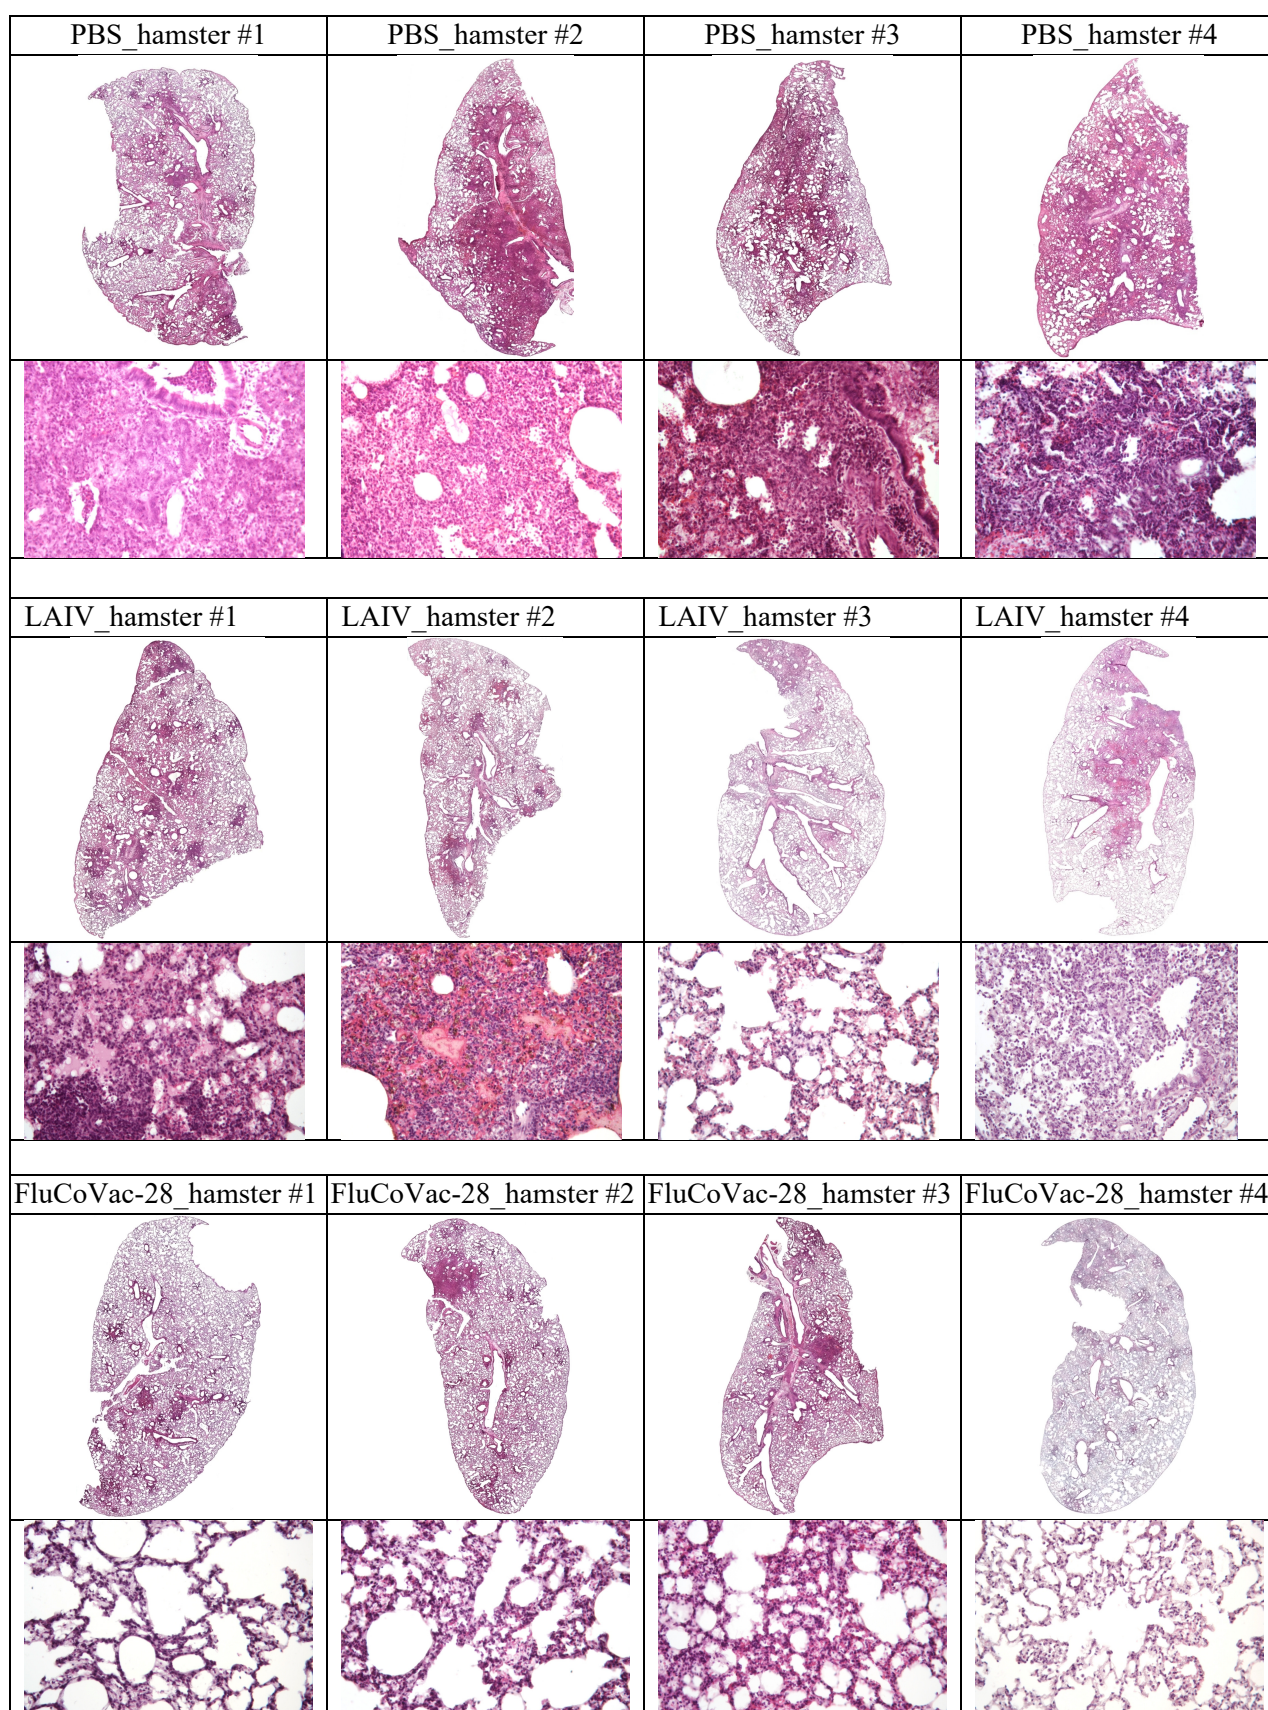 PBS_hamster #1 PBS_hamster #2 PBS_hamster #3 PBS_hamster #4
LAIV_hamster #1 LAIV_hamster #2 LAIV_hamster #3 LAIV_hamster #4
FluCoVac-28_hamster #1 FluCoVac-28_hamster #2 FluCoVac-28_hamster #3 FluCoVac-28_hamster #4